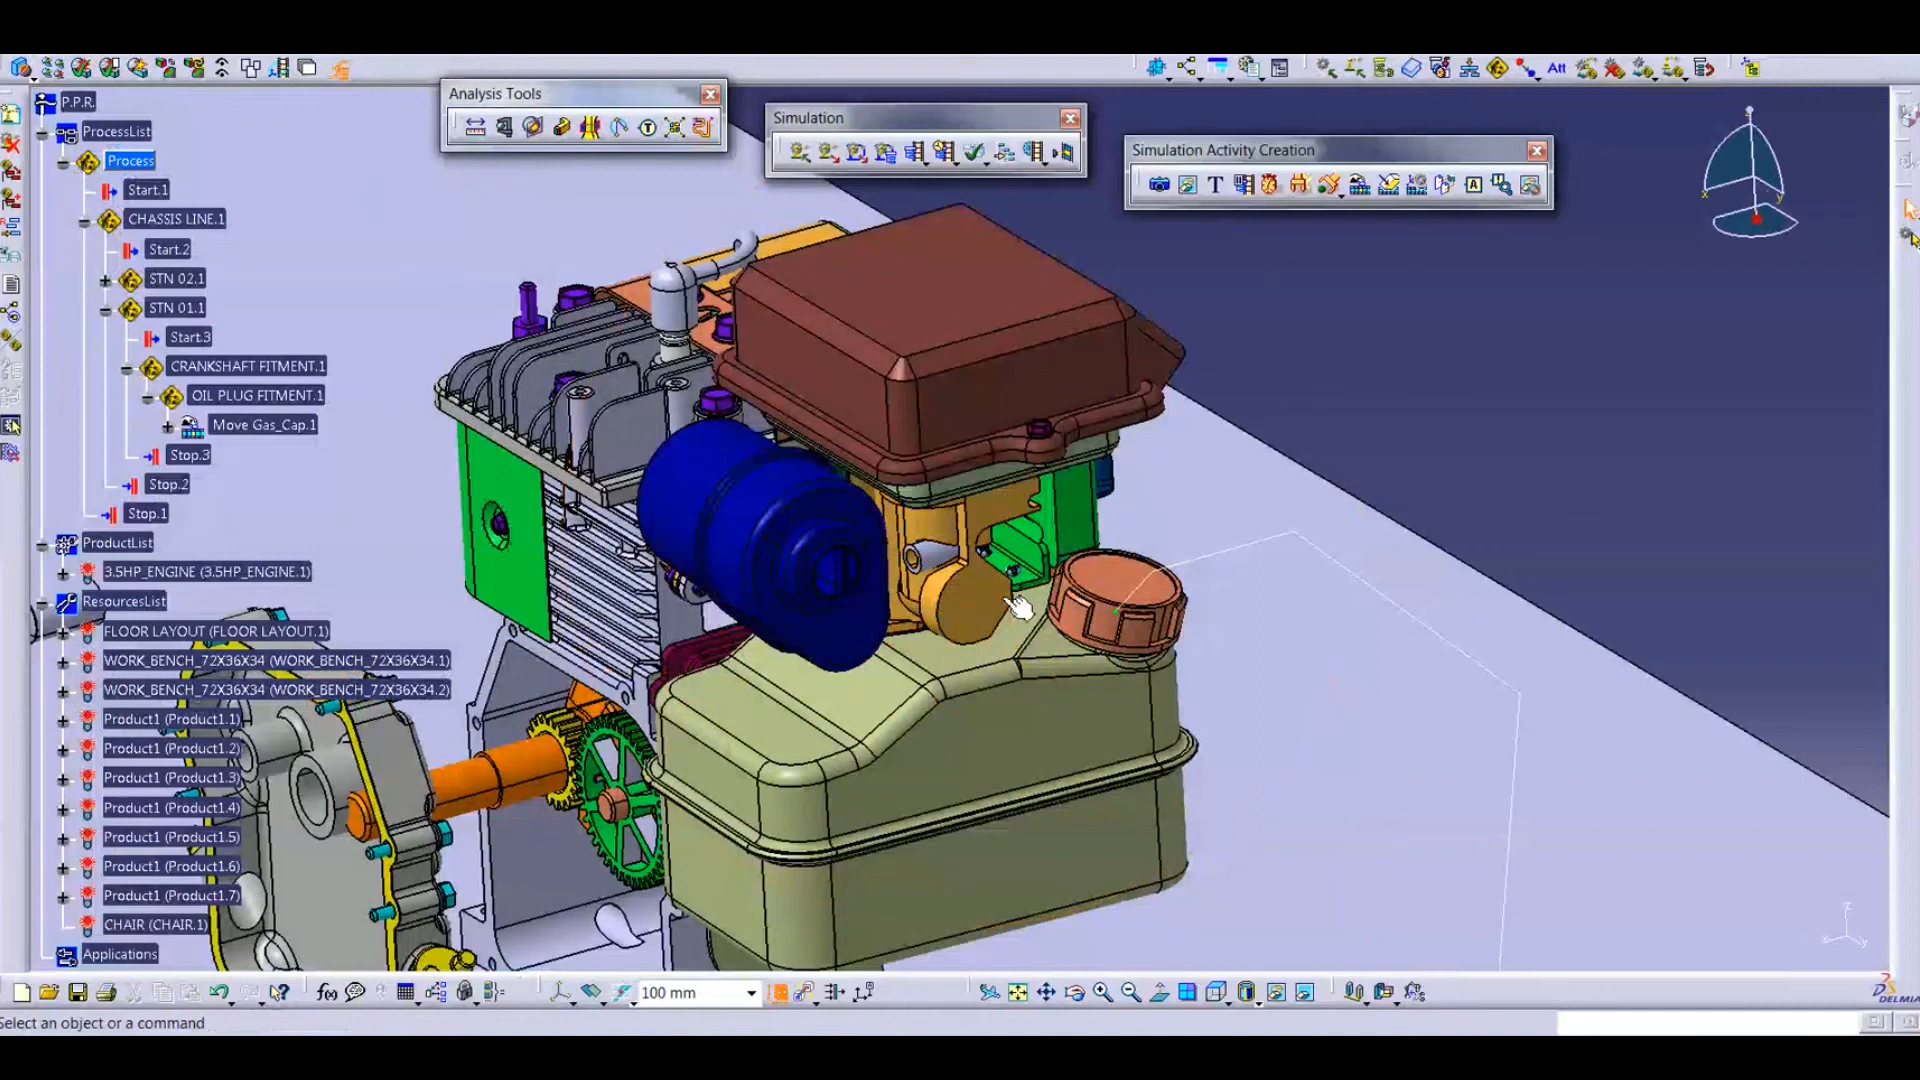 Att
Analysis Tools
Simulation
Simulation Activity Creation
T
A
P.P.R.
ProcessList
Process
Start.1
CHASSIS LINE.1
Start.2
STN 02.1
STN 01.1
Start.3
CRANKSHAFT FITMENT.1
OIL PLUG FITMENT.1
Move Gas_Cap.1
Stop.3
Stop.2
Stop.1
ProductList
3.5HP_ENGINE (3.5HP_ENGINE.1)
ResourcesList
FLOOR LAYOUT (FLOOR LAYOUT.1)
WORK_BENCH_72X36X34 (WORK_BENCH_72X36X34.1)
WORK_BENCH_72X36X34 (WORK_BENCH_72X36X34.2)
Product1 (Product1.1)
Product1 (Product1.2)
Product1 (Product1.3)
Product1 (Product1.4)
Product1 (Product1.5)
Product1 (Product1.6)
Product1 (Product1.7)
CHAIR (CHAIR.1)
Applications
x
y
z
f(x)
100 mm
DELMIA
Select an object or a command